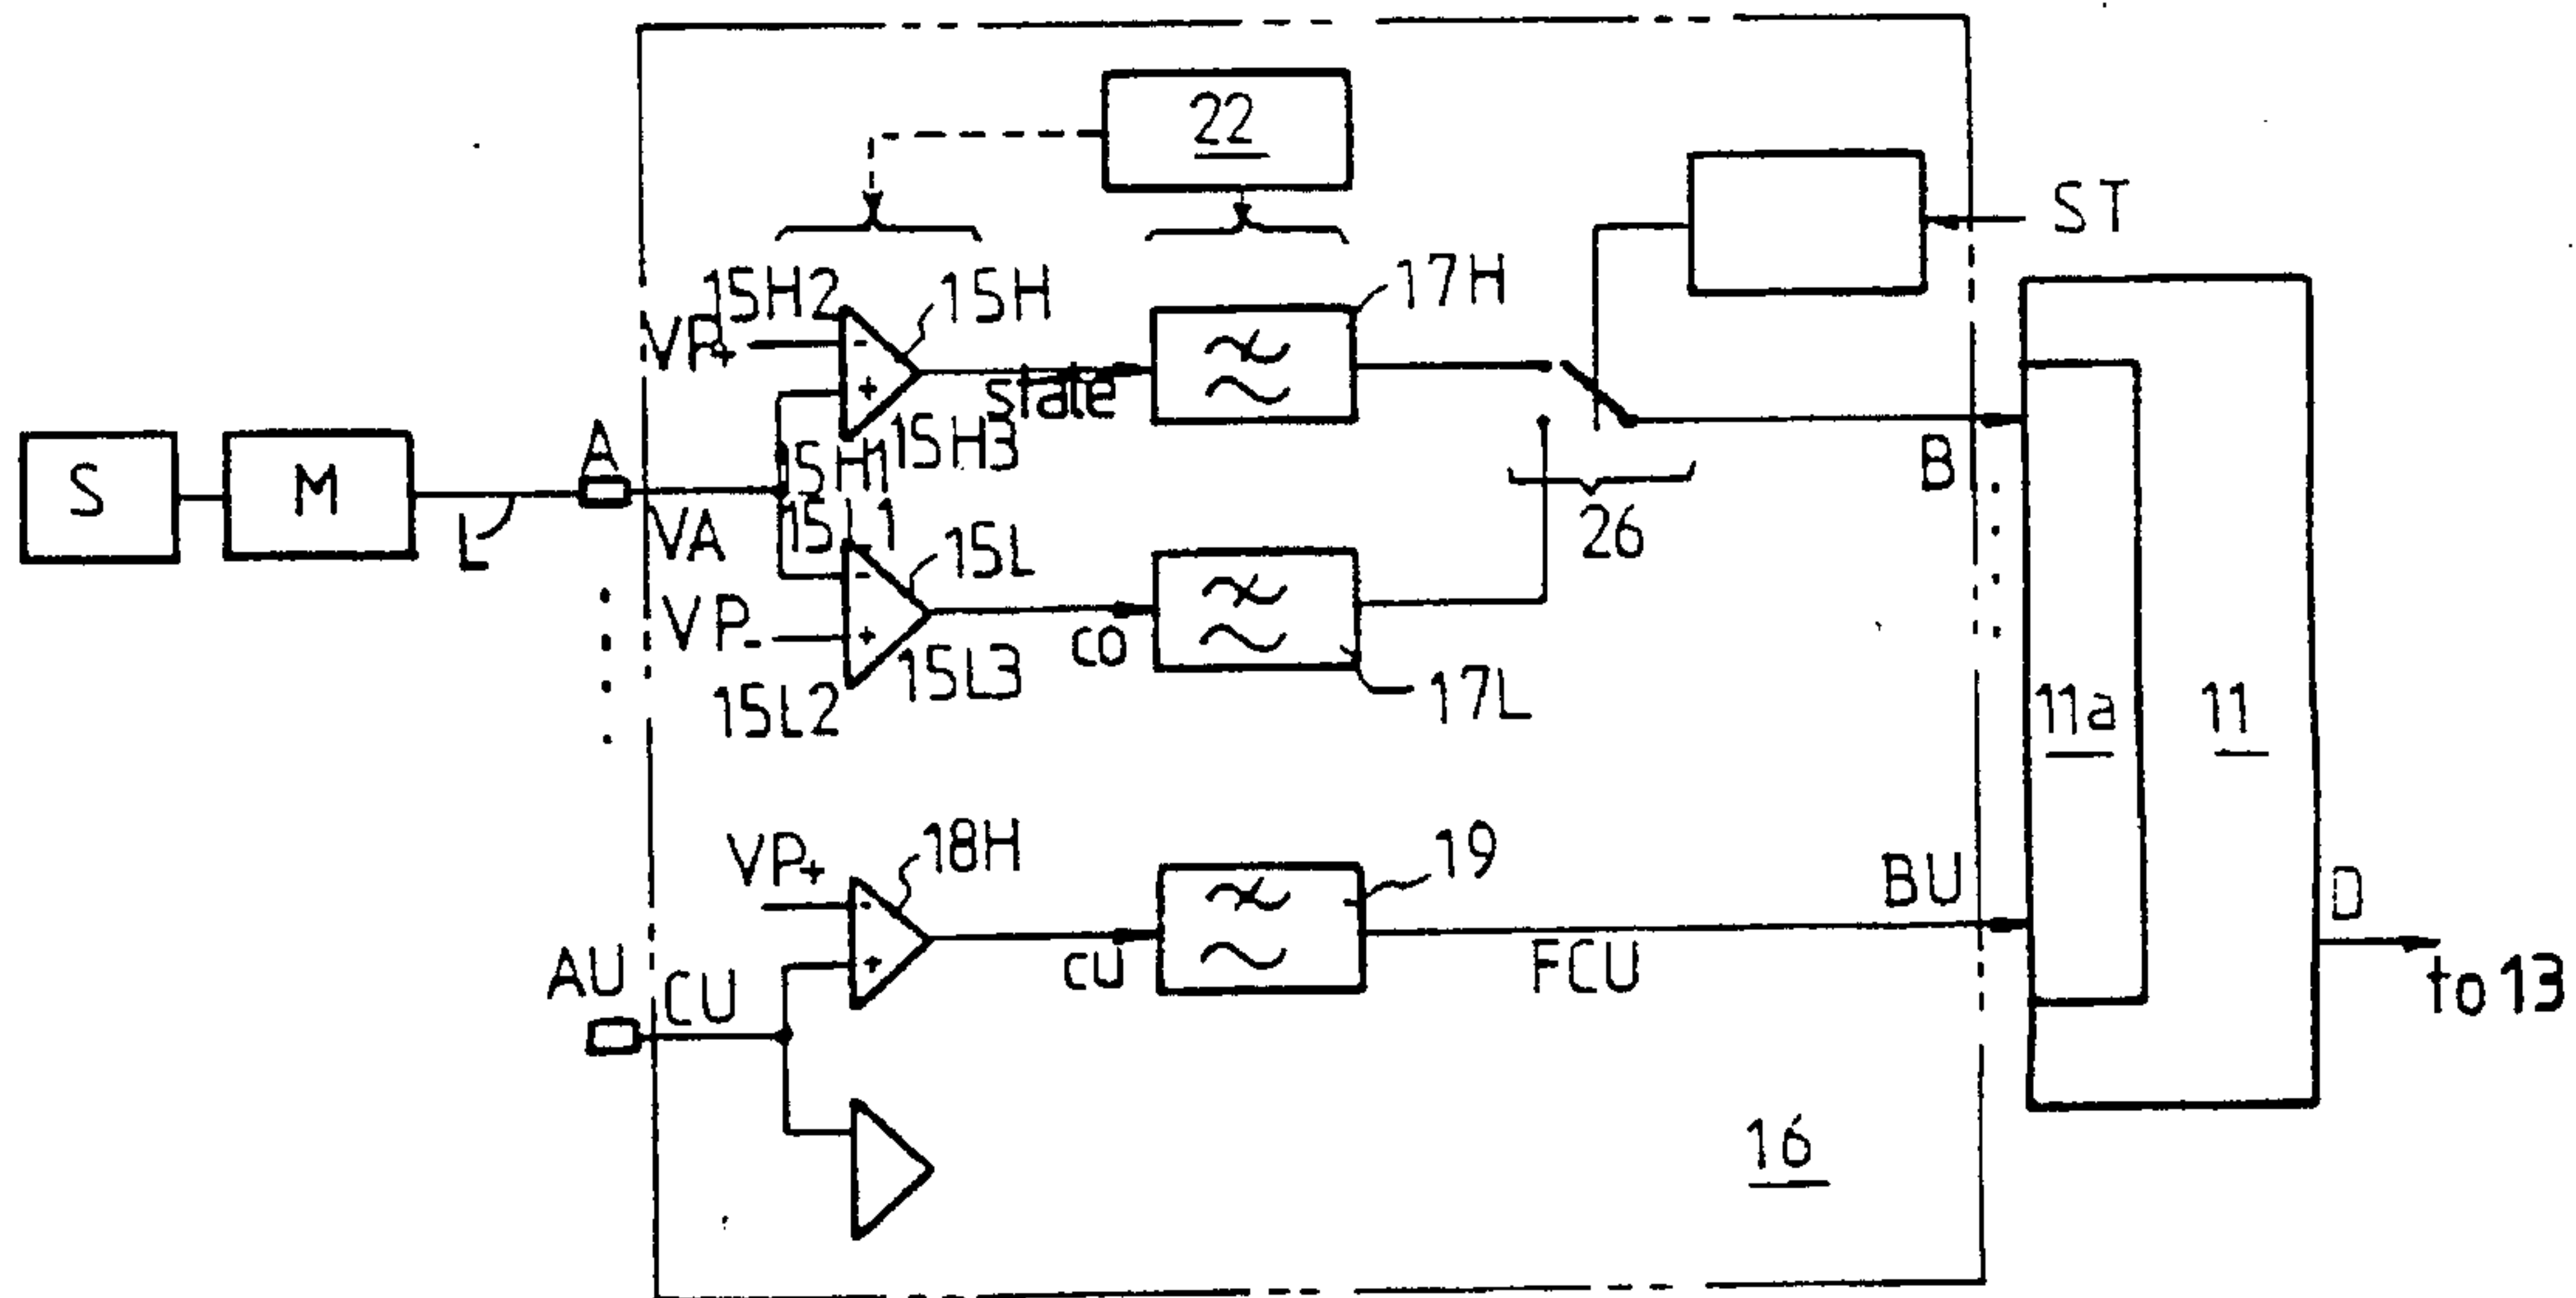 22
ST
15H2
15H
17H
VP+
state
15H3
A
S
M
B
15H1
L
VA
15L1
15L
26
VP-
co
15L3
15L2
17L
11a
11
VP+
18H
19
BU
D
AU
CU
cu
FCU
to 13
16